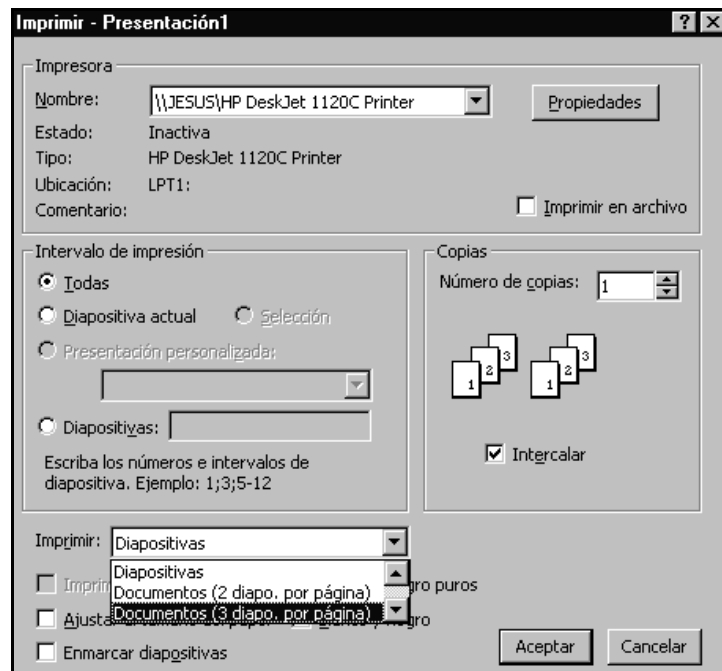 Imprimir - Presentación1
Impresora
Nombre: \\JESUS\HP DeskJet 1120C Printer Propiedades
Estado: Inactiva
Tipo: HP DeskJet 1120C Printer
Ubicación: LPT1:
Comentario: Imprimir en archivo
Intervalo de impresión
Todas
Diapositiva actual Selección
Presentación personalizada:
Diapositivas:
Escriba los números e intervalos de
diapositiva. Ejemplo: 1;3;5-12
Copias
Número de copias: 1
1 2 3 1 2 3
Intercalar
Imprimir: Diapositivas
Diapositivas
Documentos (2 diapo. por página)
Documentos (3 diapo. por página)
puros
Enmarcar diapositivas
Aceptar Cancelar